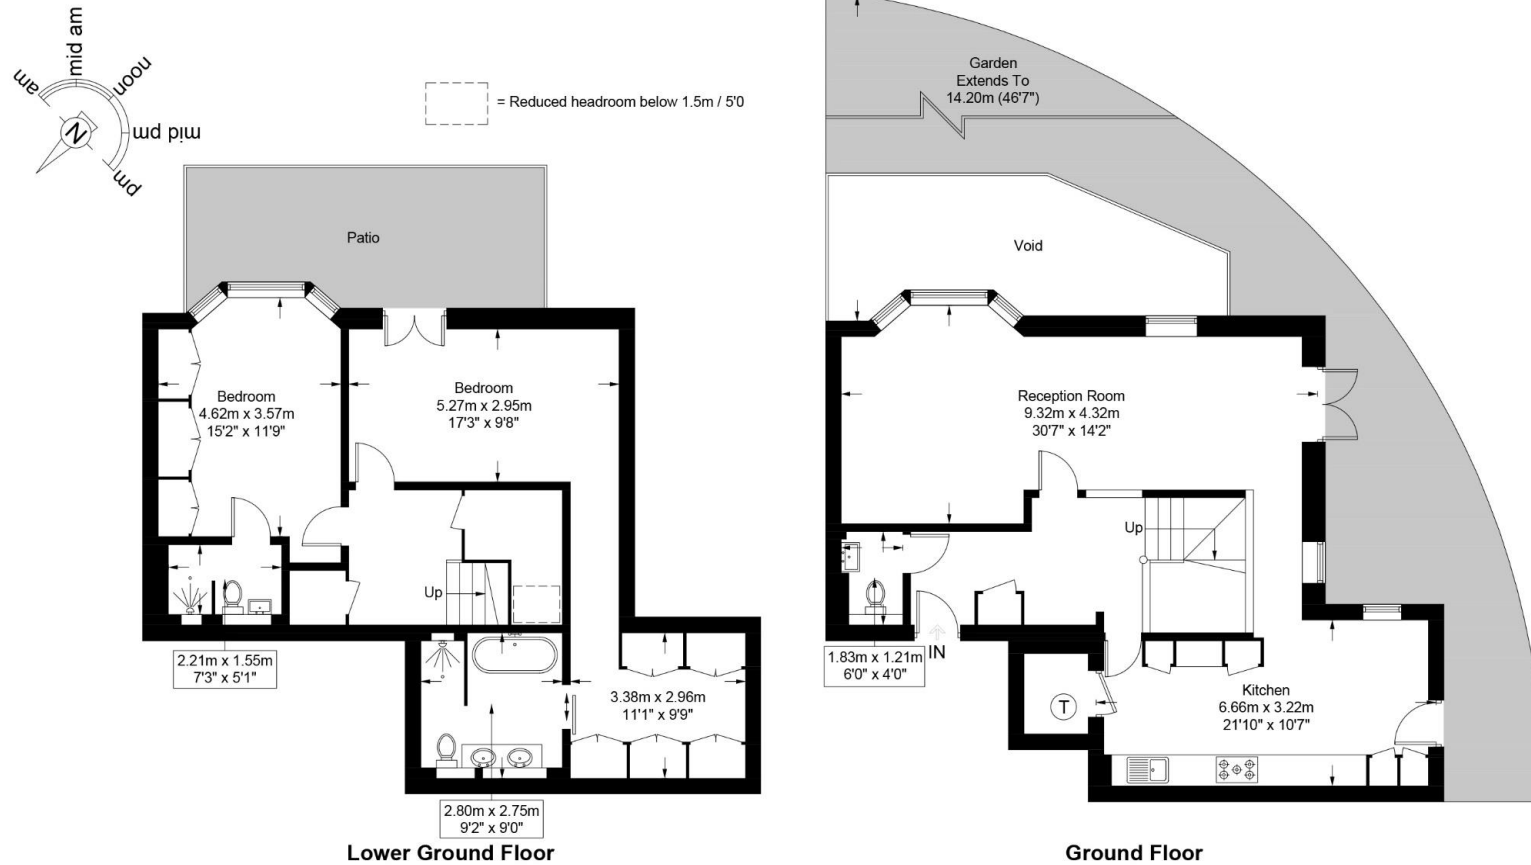 am
mid am
noon
mid pm
pm
N
= Reduced headroom below 1.5m / 5'0
Patio
Bedroom
4.62m x 3.57m
15'2" x 11'9"
Bedroom
5.27m x 2.95m
17'3" x 9'8"
Up
2.21m x 1.55m
7'3" x 5'1"
3.38m x 2.96m
11'1" x 9'9"
2.80m x 2.75m
9'2" x 9'0"
Lower Ground Floor
Garden
Extends To
14.20m (46'7")
Void
Reception Room
9.32m x 4.32m
30'7" x 14'2"
Up
IN
1.83m x 1.21m
6'0" x 4'0"
T
Kitchen
6.66m x 3.22m
21'10" x 10'7"
Ground Floor